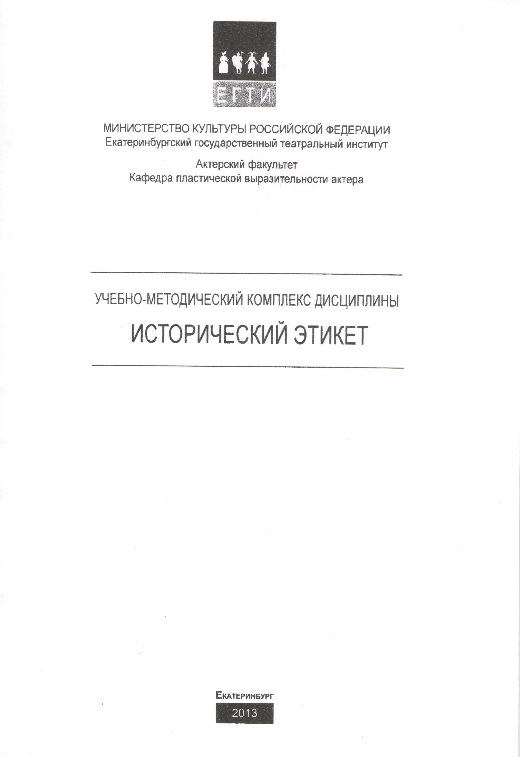 ЕГТИ
МИНИСТЕРСТВО КУЛЬТУРЫ РОССИЙСКОЙ ФЕДЕРАЦИИ
Екатеринбургский государственный театральный институт
Актерский факультет
Кафедра пластической выразительности актера
УЧЕБНО-МЕТОДИЧЕСКИЙ КОМПЛЕКС ДИСЦИПЛИНЫ
ИСТОРИЧЕСКИЙ ЭТИКЕТ
ЕКАТЕРИНБУРГ
2013